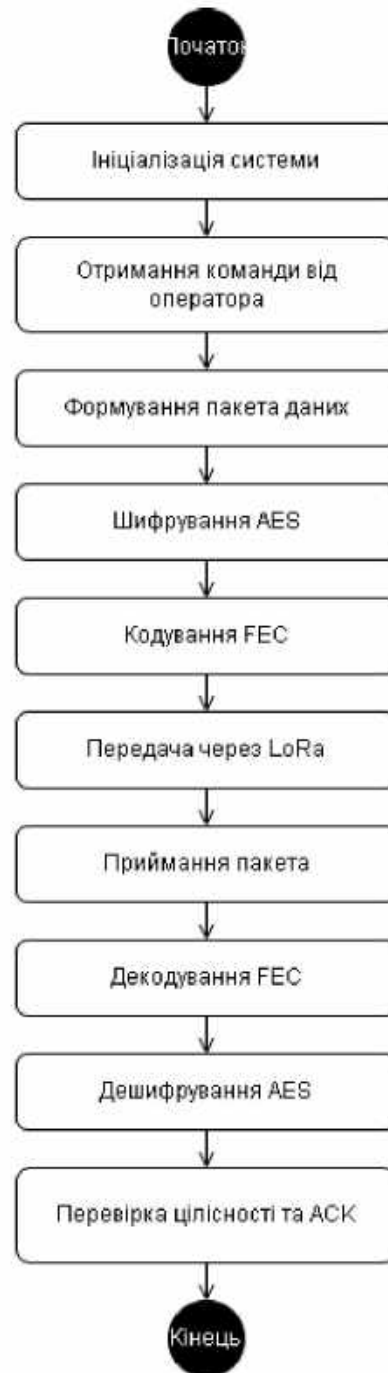 Початок
Ініціалізація системи
Отримання команди від
оператора
Формування пакета даних
Шифрування AES
Кодування FEC
Передача через LoRa
Приймання пакета
Декодування FEC
Дешифрування AES
Перевірка цілісності та ACK
Кінець